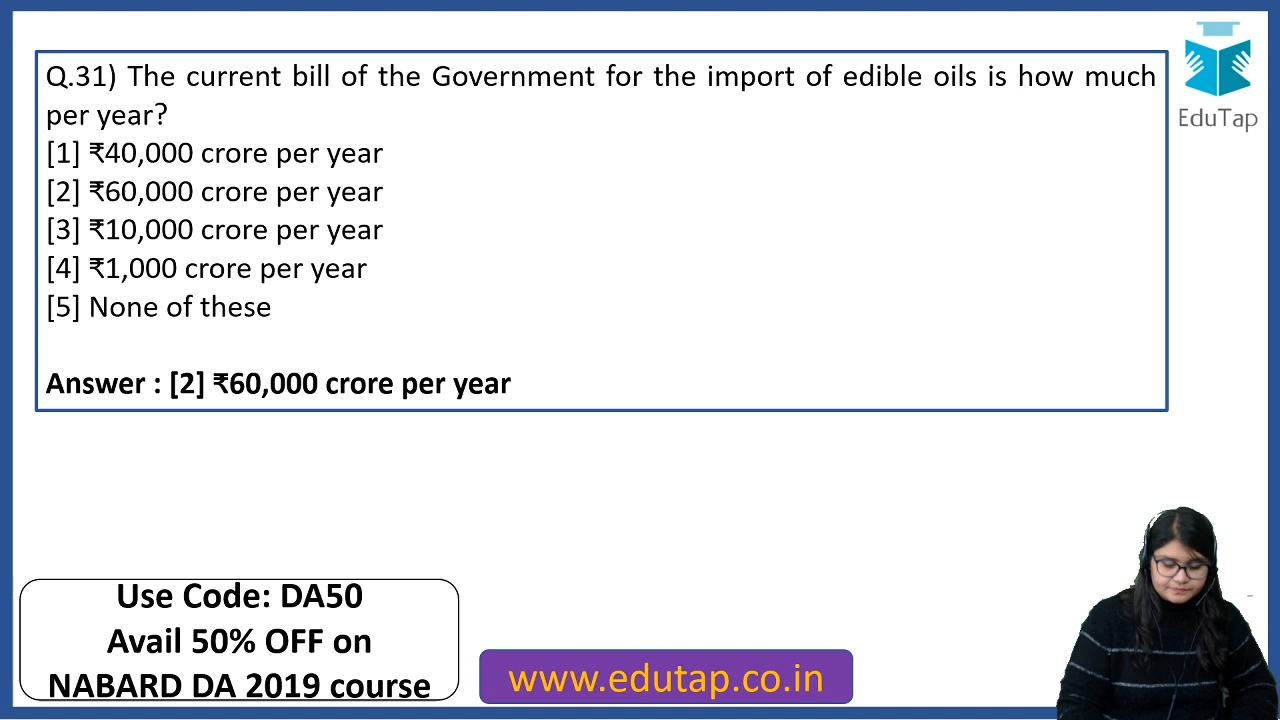 Q.31) The current bill of the Government for the import of edible oils is how much
per year?
[1] ₹40,000 crore per year
[2] ₹60,000 crore per year
[3] ₹10,000 crore per year
[4] ₹1,000 crore per year
[5] None of these
Answer : [2] ₹60,000 crore per year
EduTap
Use Code: DA50
Avail 50% OFF on
NABARD DA 2019 course
www.edutap.co.in